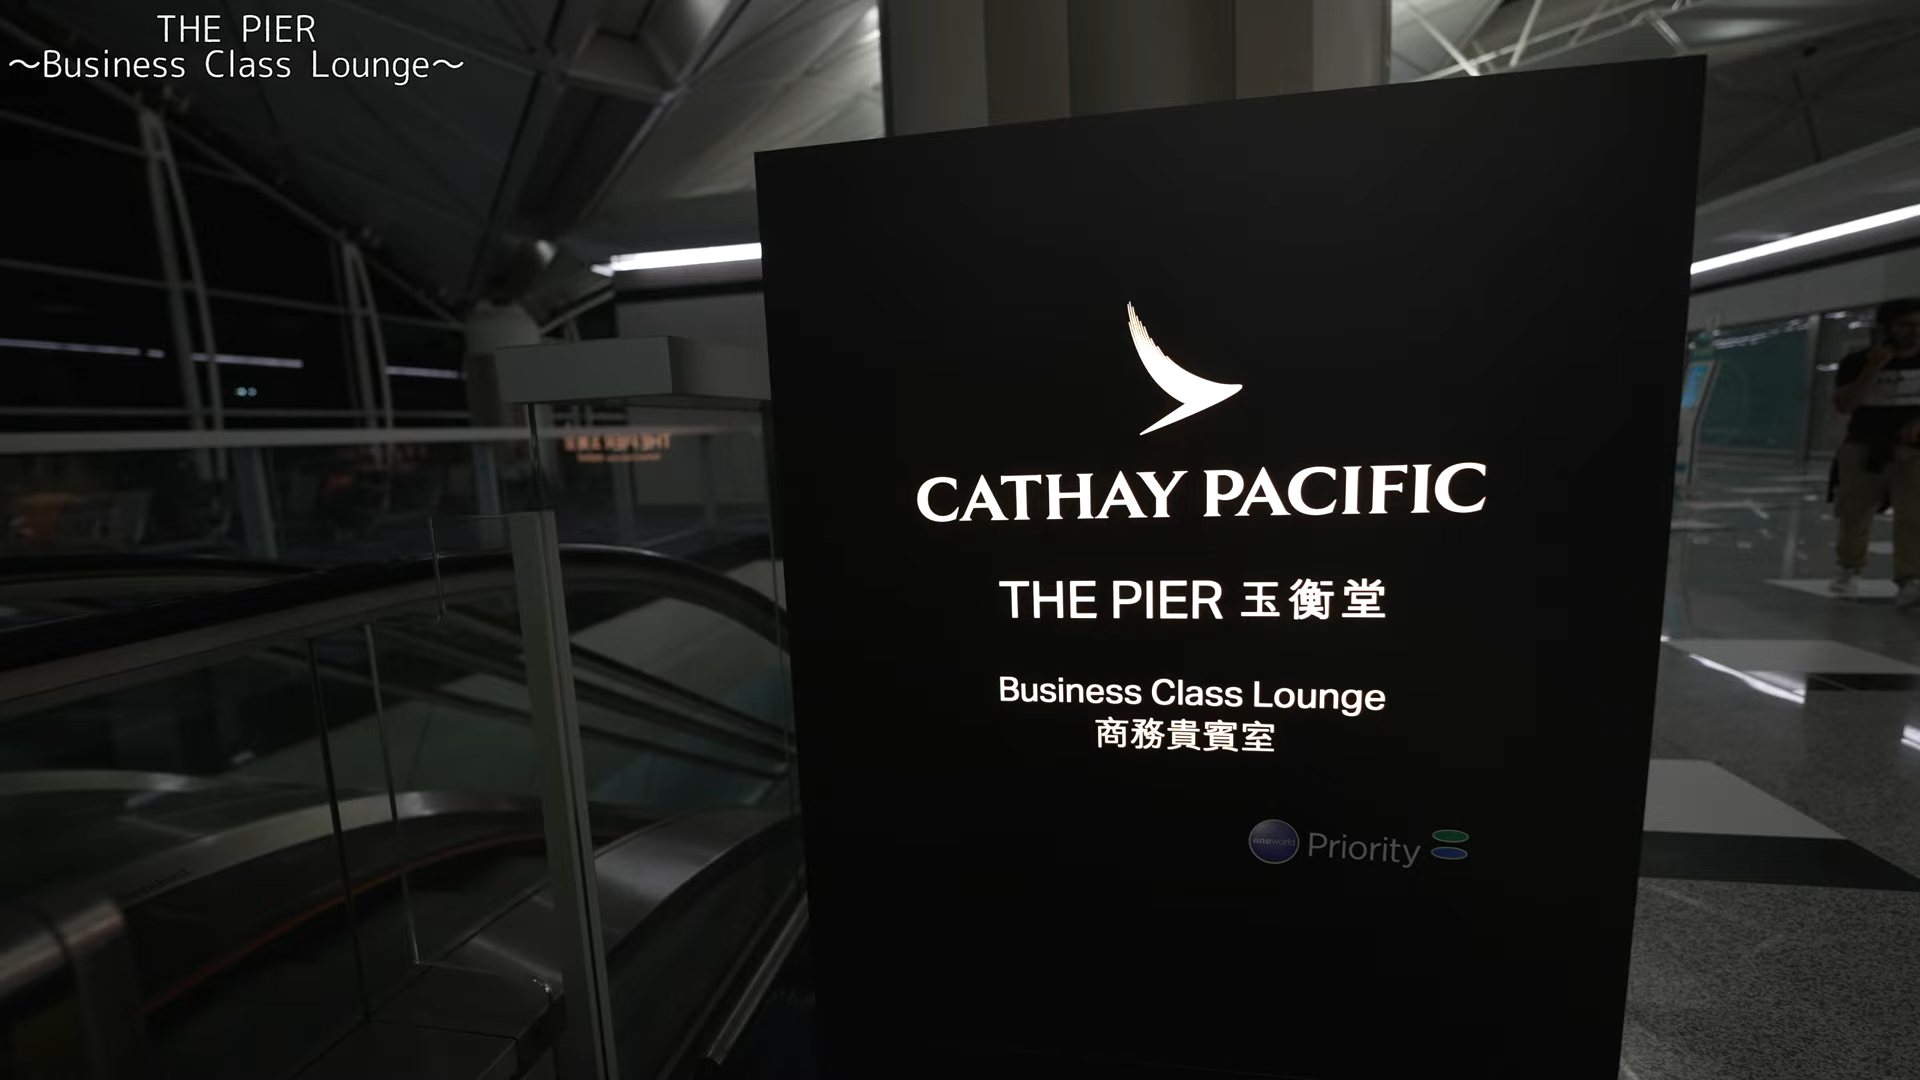 THE PIER
〜Business Class Lounge〜
CATHAY PACIFIC
THE PIER 玉衡堂
Business Class Lounge
商務貴賓室
oneworld Priority